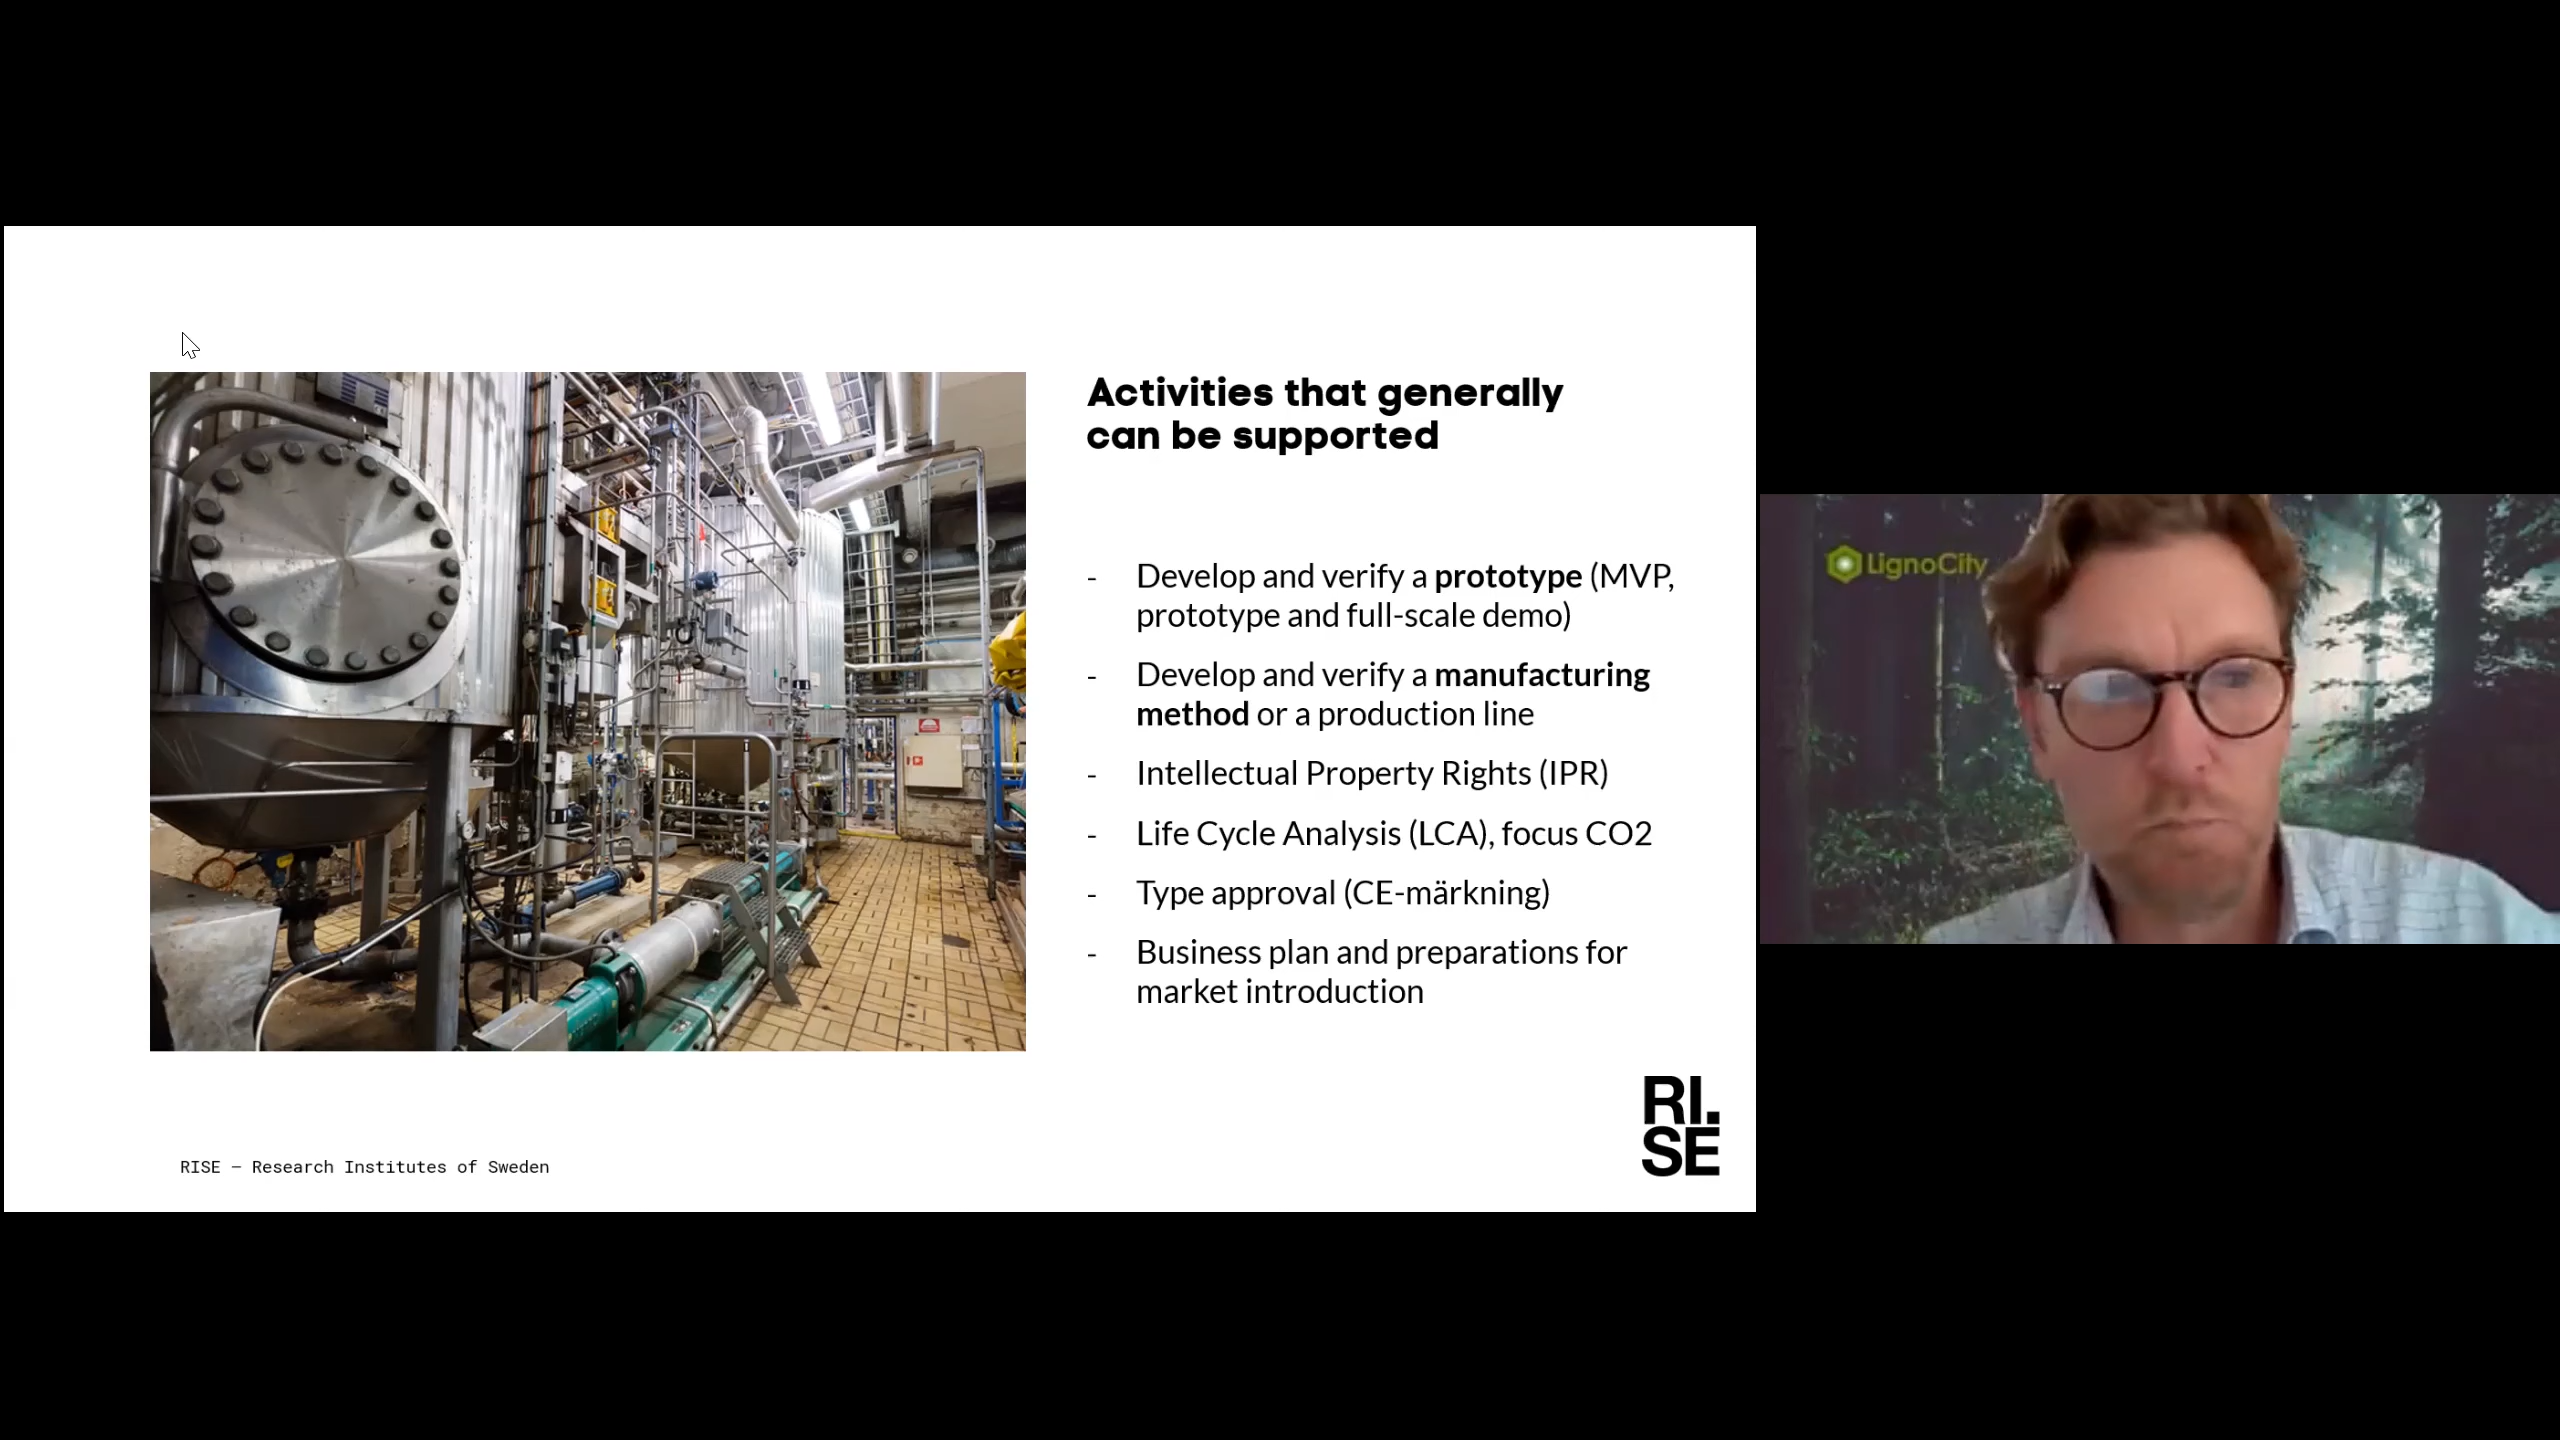 Activities that generally
can be supported
- Develop and verify a prototype (MVP,
prototype and full-scale demo)
- Develop and verify a manufacturing
method or a production line
- Intellectual Property Rights (IPR)
- Life Cycle Analysis (LCA), focus CO2
- Type approval (CE-märkning)
- Business plan and preparations for
market introduction
RISE — Research Institutes of Sweden
RI.
SE
LignoCity